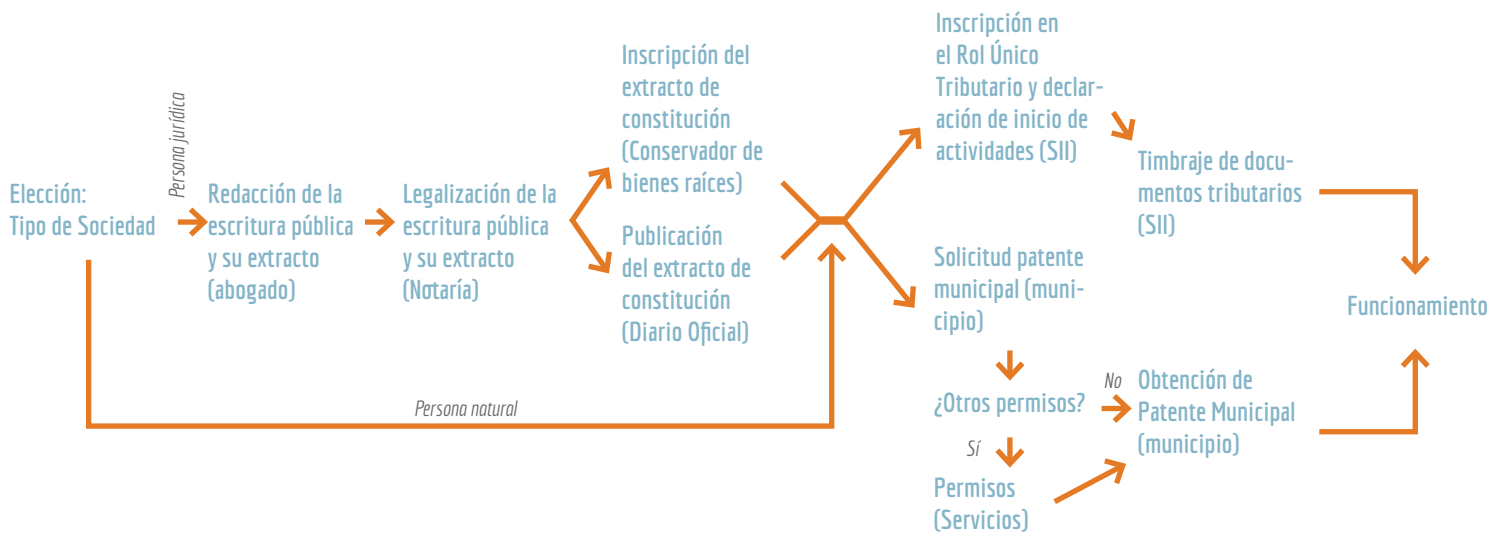 Elección:
Tipo de Sociedad
Persona jurídica
Redacción de la
escritura pública
y su extracto
(abogado)
Legalización de la
escritura pública
y su extracto
(Notaría)
Inscripción del
extracto de
constitución
(Conservador de
bienes raíces)
Publicación
del extracto de
constitución
(Diario Oficial)
Persona natural
Inscripción en
el Rol Único
Tributario y declar-
ación de inicio de
actividades (SII)
Timbraje de docu-
mentos tributarios
(SII)
Solicitud patente
municipal (muni-
cipio)
¿Otros permisos?
No
Sí
Permisos
(Servicios)
Obtención de
Patente Municipal
(municipio)
Funcionamiento